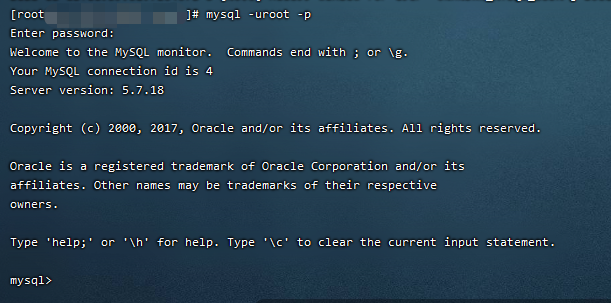 [root ]# mysql -uroot -p
Enter password:
Welcome to the MySQL monitor.  Commands end with ; or \g.
Your MySQL connection id is 4
Server version: 5.7.18
Copyright (c) 2000, 2017, Oracle and/or its affiliates. All rights reserved.
Oracle is a registered trademark of Oracle Corporation and/or its
affiliates. Other names may be trademarks of their respective
owners.
Type 'help;' or '\h' for help. Type '\c' to clear the current input statement.
mysql>